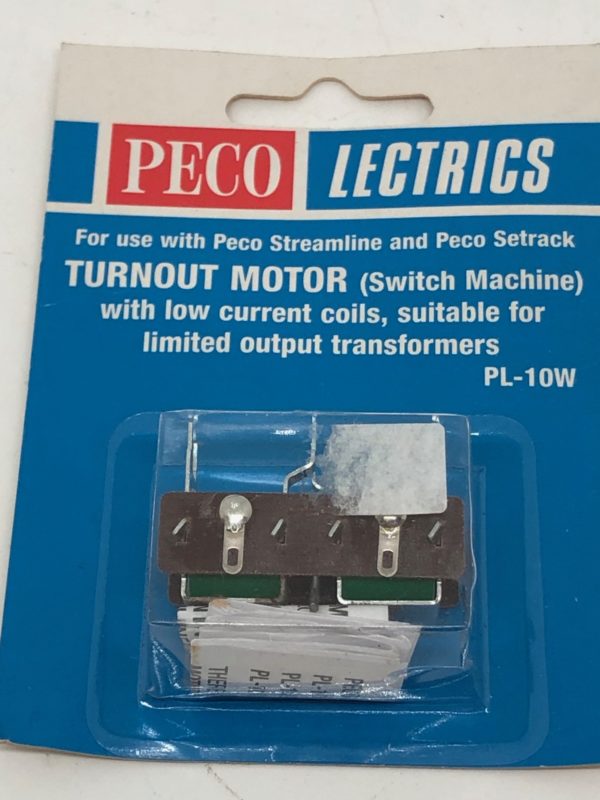 PECO LECTRICS
For use with Peco Streamline and Peco Setrack
TURNOUT MOTOR (Switch Machine)
with low current coils, suitable for
limited output transformers
PL-10W